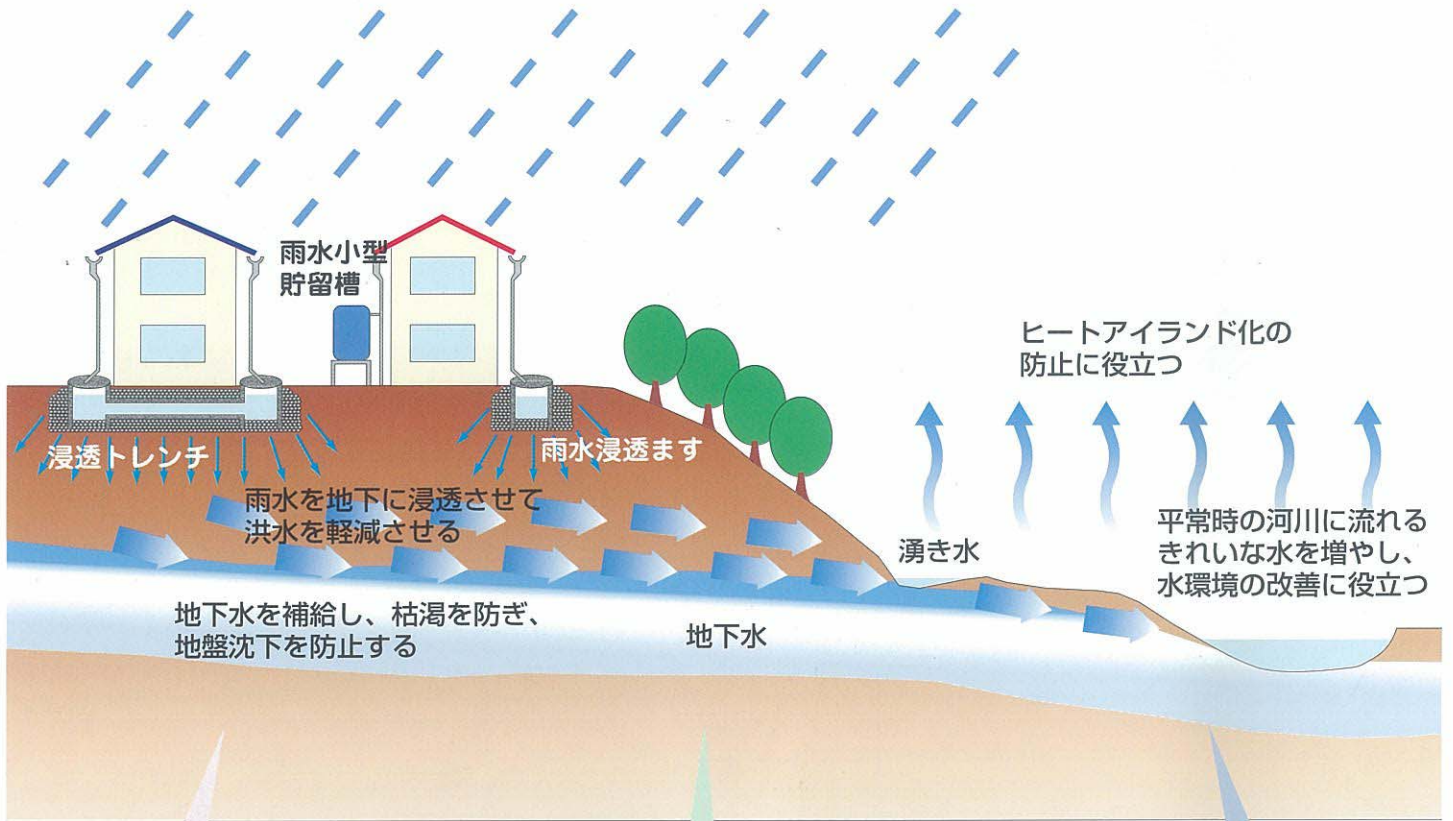 雨水小型
貯留槽
ヒートアイランド化の
防止に役立つ
浸透トレンチ
雨水浸透ます
雨水を地下に浸透させて
洪水を軽減させる
湧き水
平常時の河川に流れる
きれいな水を増やし、
水環境の改善に役立つ
地下水を補給し、枯渇を防ぎ、
地盤沈下を防止する
地下水